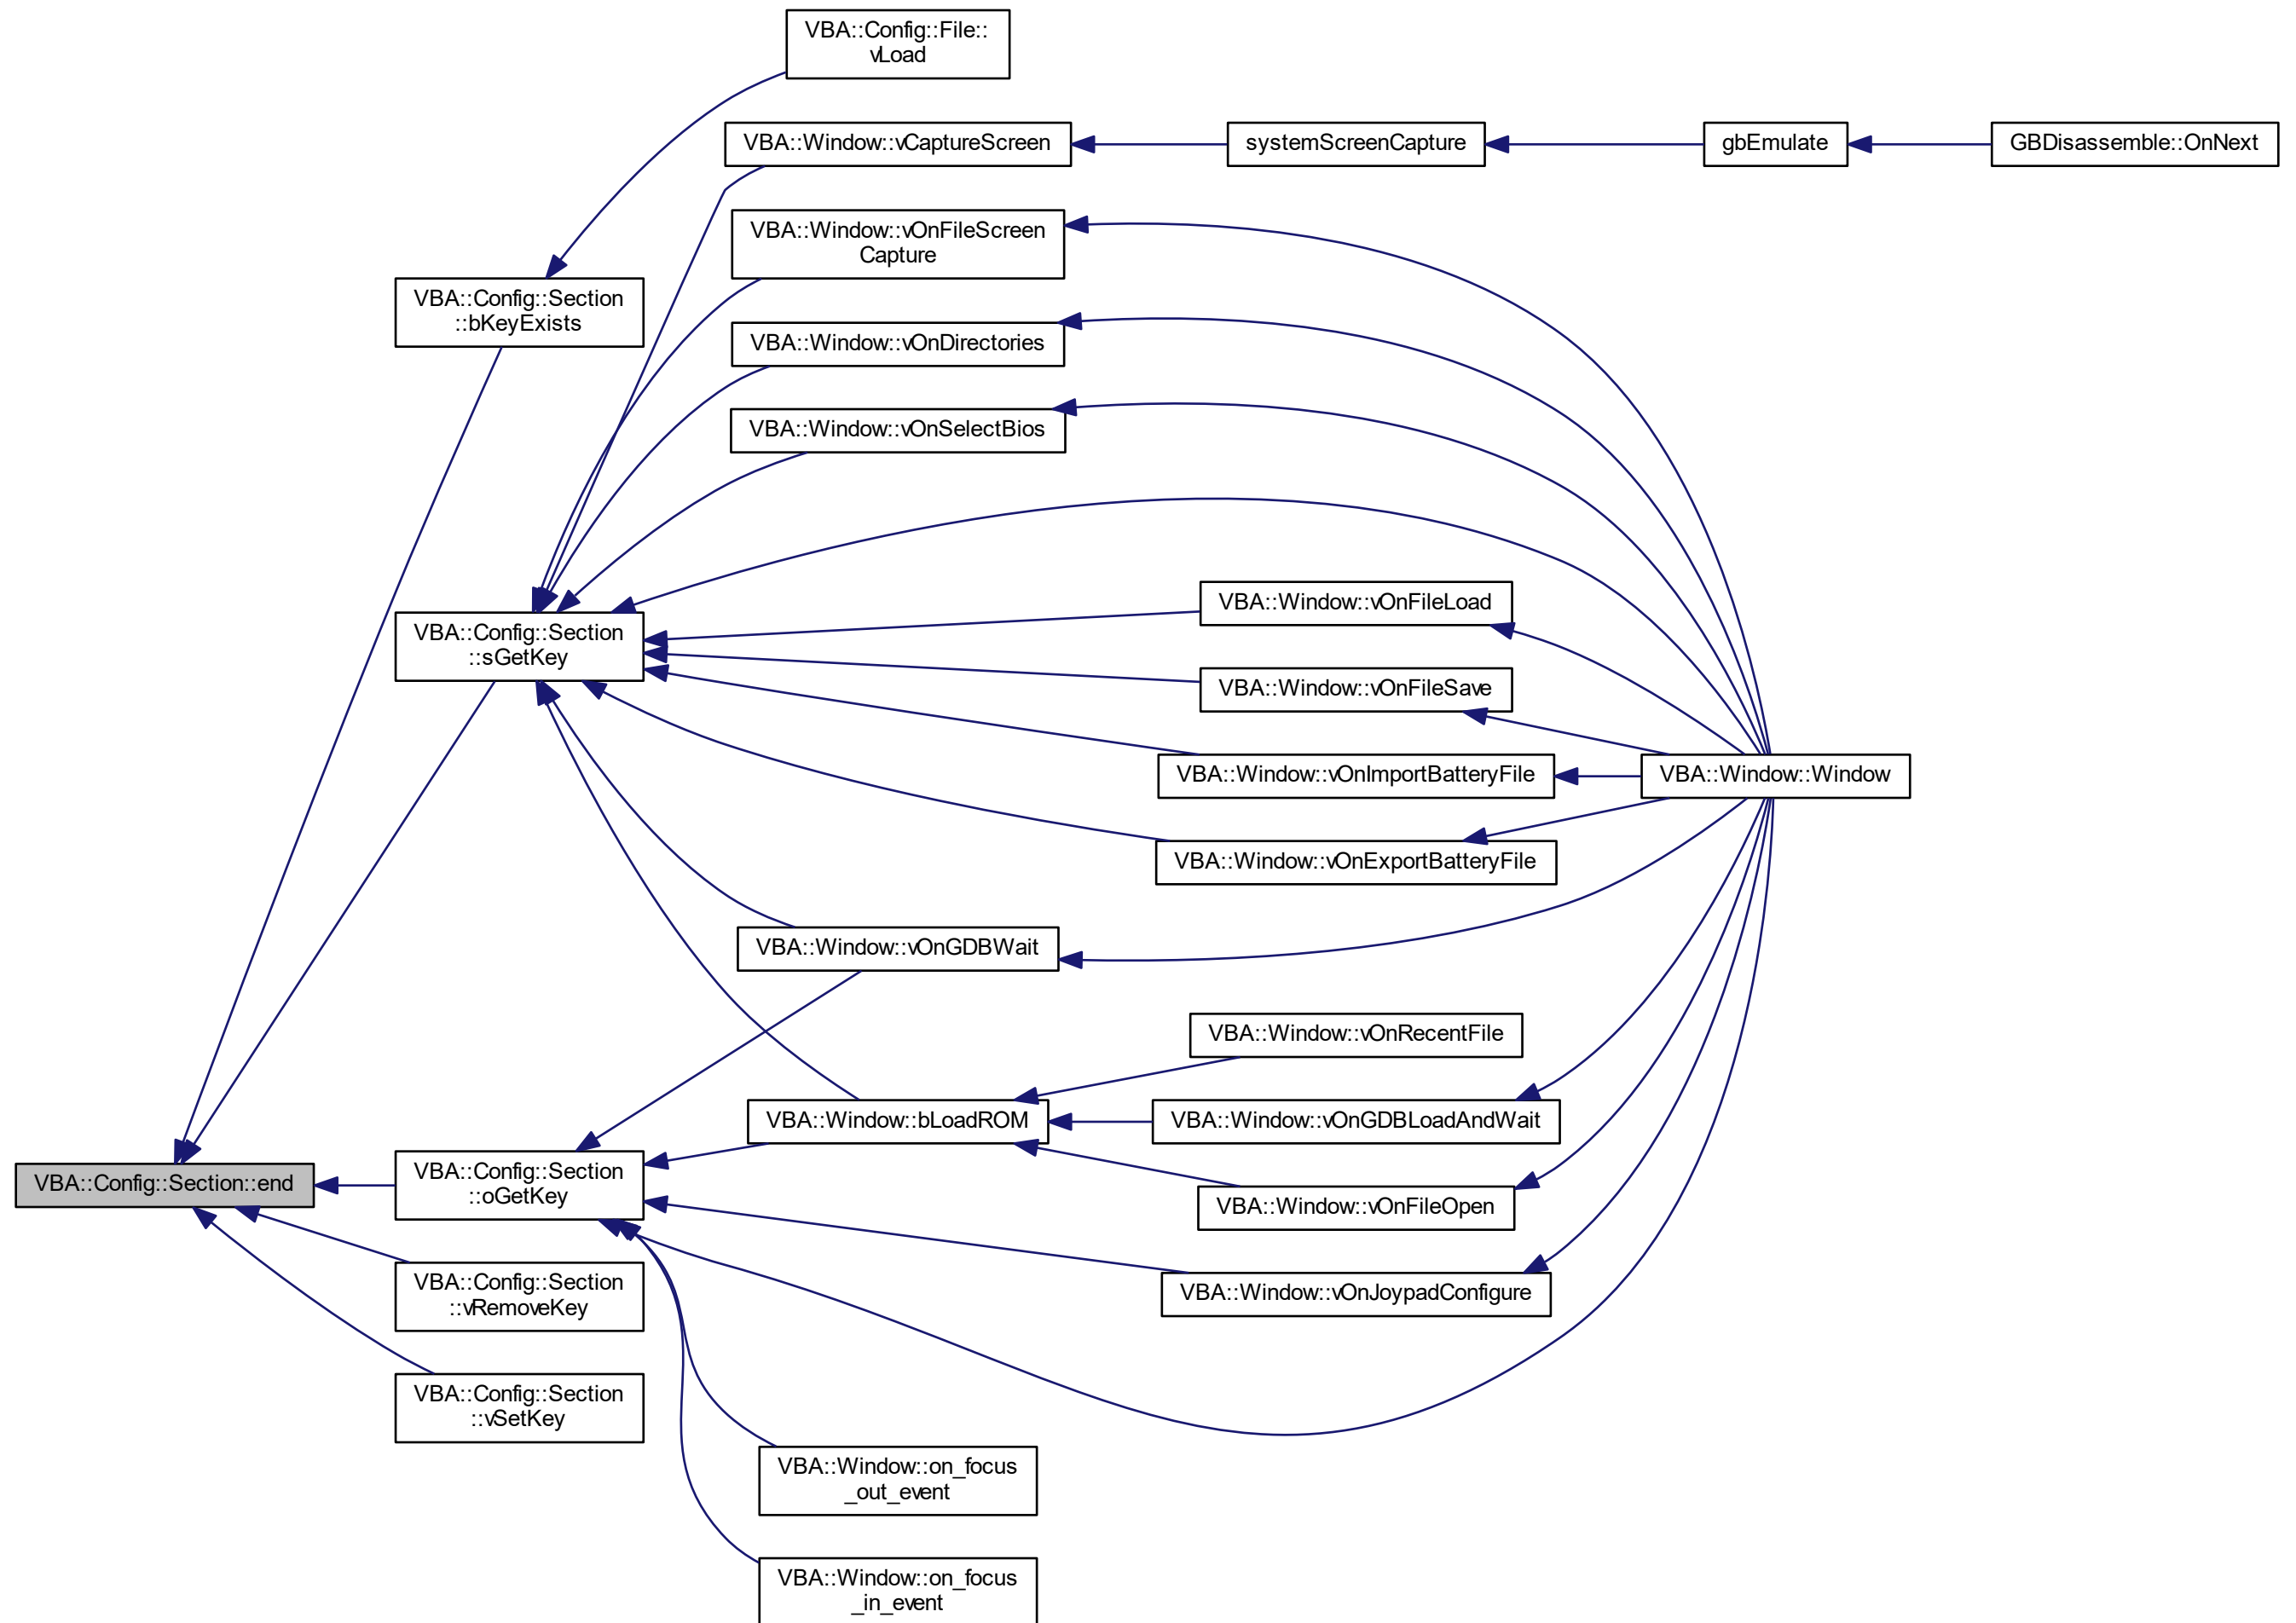 VBA::Config::File::
vLoad
VBA::Window::vCaptureScreen
systemScreenCapture
gbEmulate
GBDisassemble::OnNext
VBA::Window::vOnFileScreen
Capture
VBA::Config::Section
::bKeyExists
VBA::Window::vOnDirectories
VBA::Window::vOnSelectBios
VBA::Window::vOnFileLoad
VBA::Config::Section
::sGetKey
VBA::Window::vOnFileSave
VBA::Window::vOnImportBatteryFile
VBA::Window::Window
VBA::Window::vOnExportBatteryFile
VBA::Window::vOnGDBWait
VBA::Window::vOnRecentFile
VBA::Window::bLoadROM
VBA::Window::vOnGDBLoadAndWait
VBA::Config::Section::end
VBA::Config::Section
::oGetKey
VBA::Window::vOnFileOpen
VBA::Config::Section
::vRemoveKey
VBA::Window::vOnJoypadConfigure
VBA::Config::Section
::vSetKey
VBA::Window::on_focus
_out_event
VBA::Window::on_focus
_in_event